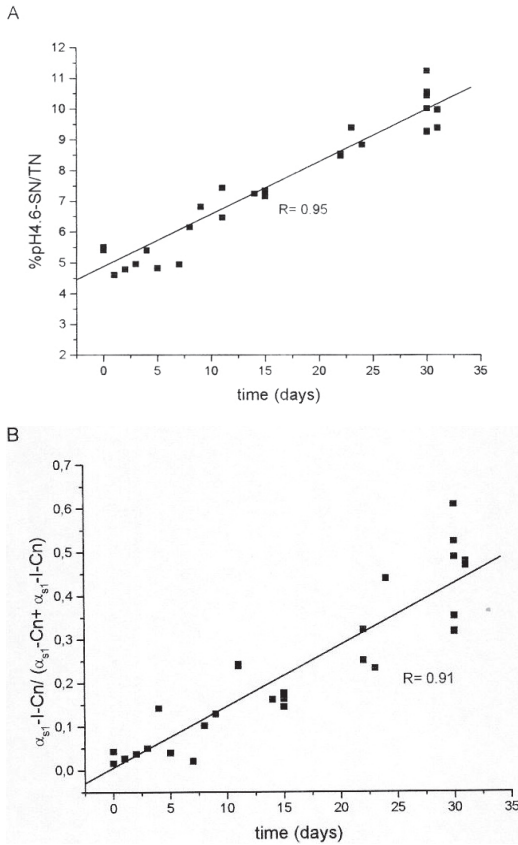 A
12
11
10
9
8
7
6
5
4
3
2
%pH4.6-SN/TN
R= 0.95
0 5 10 15 20 25 30 35
time (days)
B
0,7
0,6
0,5
0,4
0,3
0,2
0,1
0,0
αs1-I-Cn/ (αs1-Cn+ αs1-I-Cn)
R= 0.91
0 5 10 15 20 25 30 35
time (days)